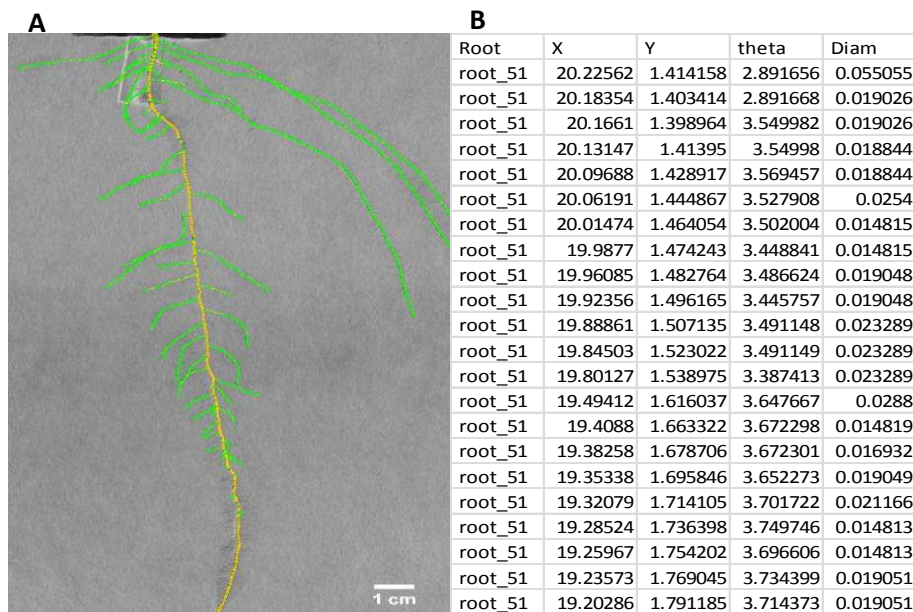 A
1 cm
B
Root X Y theta Diam
root_51 20.22562 1.414158 2.891656 0.055055
root_51 20.18354 1.403414 2.891668 0.019026
root_51 20.1661 1.398964 3.549982 0.019026
root_51 20.13147 1.41395 3.54998 0.018844
root_51 20.09688 1.428917 3.569457 0.018844
root_51 20.06191 1.444867 3.527908 0.0254
root_51 20.01474 1.464054 3.502004 0.014815
root_51 19.9877 1.474243 3.448841 0.014815
root_51 19.96085 1.482764 3.486624 0.019048
root_51 19.92356 1.496165 3.445757 0.019048
root_51 19.88861 1.507135 3.491148 0.023289
root_51 19.84503 1.523022 3.491149 0.023289
root_51 19.80127 1.538975 3.387413 0.023289
root_51 19.49412 1.616037 3.647667 0.0288
root_51 19.4088 1.663322 3.672298 0.014819
root_51 19.38258 1.678706 3.672301 0.016932
root_51 19.35338 1.695846 3.652273 0.019049
root_51 19.32079 1.714105 3.701722 0.021166
root_51 19.28524 1.736398 3.749746 0.014813
root_51 19.25967 1.754202 3.696606 0.014813
root_51 19.23573 1.769045 3.734399 0.019051
root_51 19.20286 1.791185 3.714373 0.019051